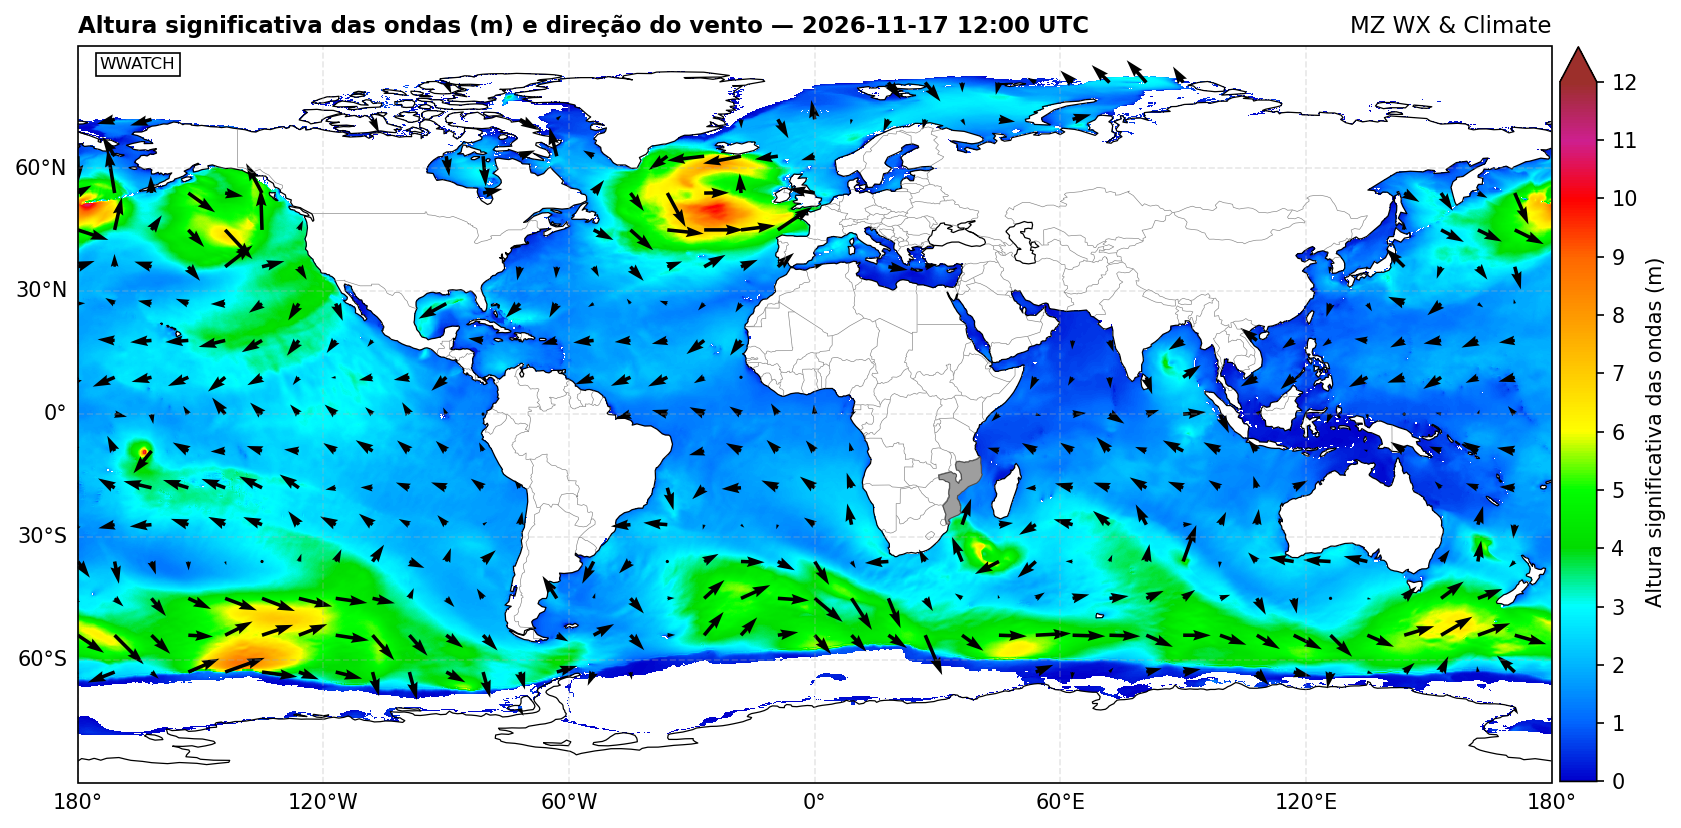 Altura significativa das ondas (m) e direção do vento — 2026-11-17 12:00 UTC
MZ WX & Climate
WWATCH
60°N
30°N
0°
30°S
60°S
180°
120°W
60°W
0°
60°E
120°E
180°
12
11
10
9
8
7
6
5
4
3
2
1
0
Altura significativa das ondas (m)